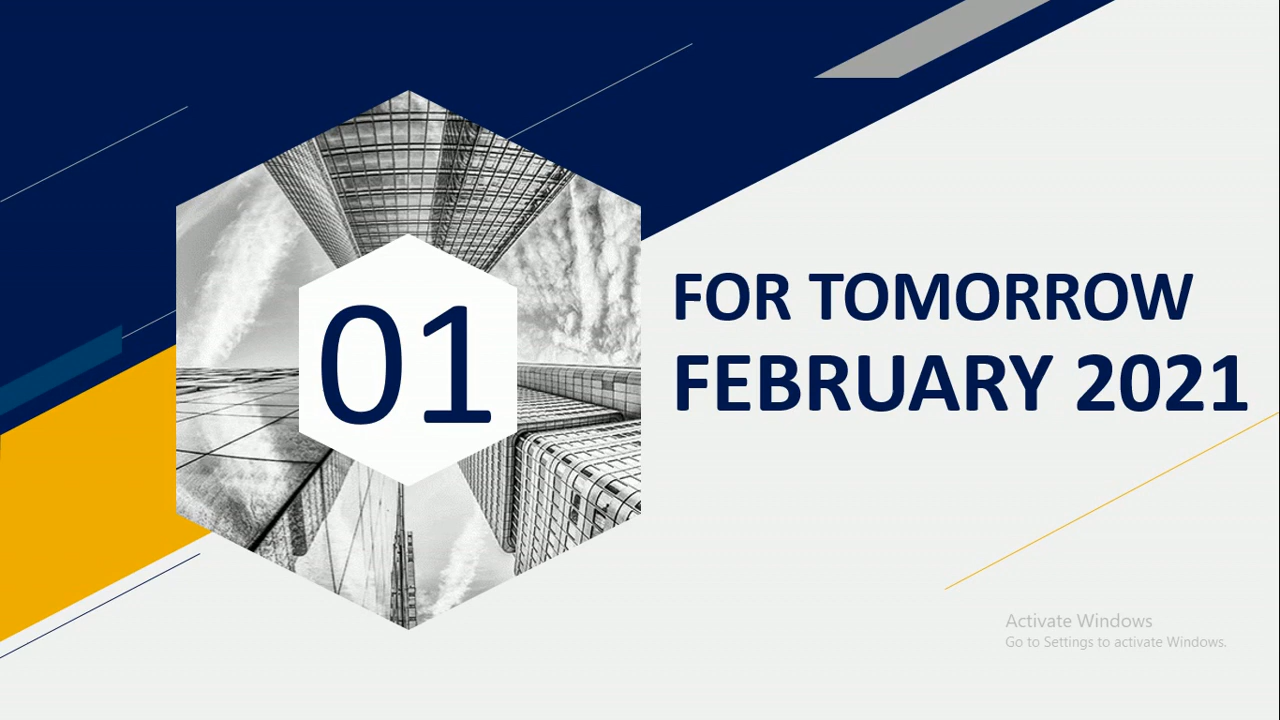 01
FOR TOMORROW
FEBRUARY 2021
Activate Windows
Go to Settings to activate Windows.